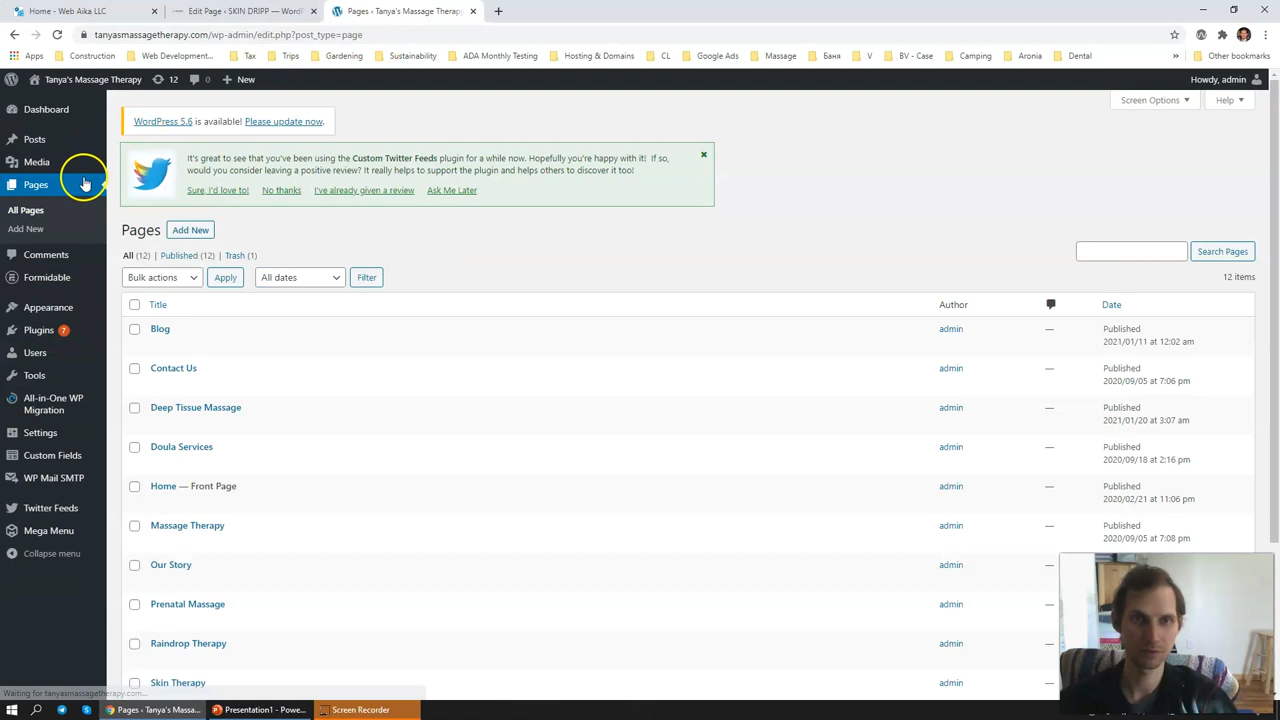 Home - Web Aika LLC
Edit Page ‹ SKIN DRIPP — WordPr
Pages ‹ Tanya's Massage Therapy
tanyasmassagetherapy.com/wp-admin/edit.php?post_type=page
Apps
Construction
Web Development...
Tax
Trips
Gardening
Sustainability
ADA Monthly Testing
Hosting & Domains
CL
Google Ads
Massage
Баня
V
BV - Case
Camping
Aronia
Dental
»
Other bookmarks
Tanya's Massage Therapy
12
0
+ New
Howdy, admin
Screen Options
Help
Dashboard
Posts
Media
Pages
All Pages
Add New
Comments
Formidable
Appearance
Plugins 7
Users
Tools
All-in-One WP
Migration
Settings
Custom Fields
WP Mail SMTP
Twitter Feeds
Mega Menu
Collapse menu
WordPress 5.6 is available! Please update now.
It's great to see that you've been using the Custom Twitter Feeds plugin for a while now. Hopefully you're happy with it! If so,
would you consider leaving a positive review? It really helps to support the plugin and helps others to discover it too!
Sure, I'd love to!
No thanks
I've already given a review
Ask Me Later
Pages
Add New
All (12) | Published (12) | Trash (1)
Search Pages
Bulk actions
Apply
All dates
Filter
12 items
Title
Author
Date
Blog
admin
—
Published
2021/01/11 at 12:02 am
Contact Us
admin
—
Published
2020/09/05 at 7:06 pm
Deep Tissue Massage
admin
—
Published
2021/01/20 at 3:07 am
Doula Services
admin
—
Published
2020/09/18 at 2:16 pm
Home — Front Page
admin
—
Published
2020/02/21 at 11:06 pm
Massage Therapy
admin
—
Published
2020/09/05 at 7:08 pm
Our Story
admin
—
Prenatal Massage
admin
—
Raindrop Therapy
admin
—
Skin Therapy
admin
Waiting for tanyasmassagetherapy.com...
Pages ‹ Tanya's Massa...
Presentation1 - Powe...
Screen Recorder